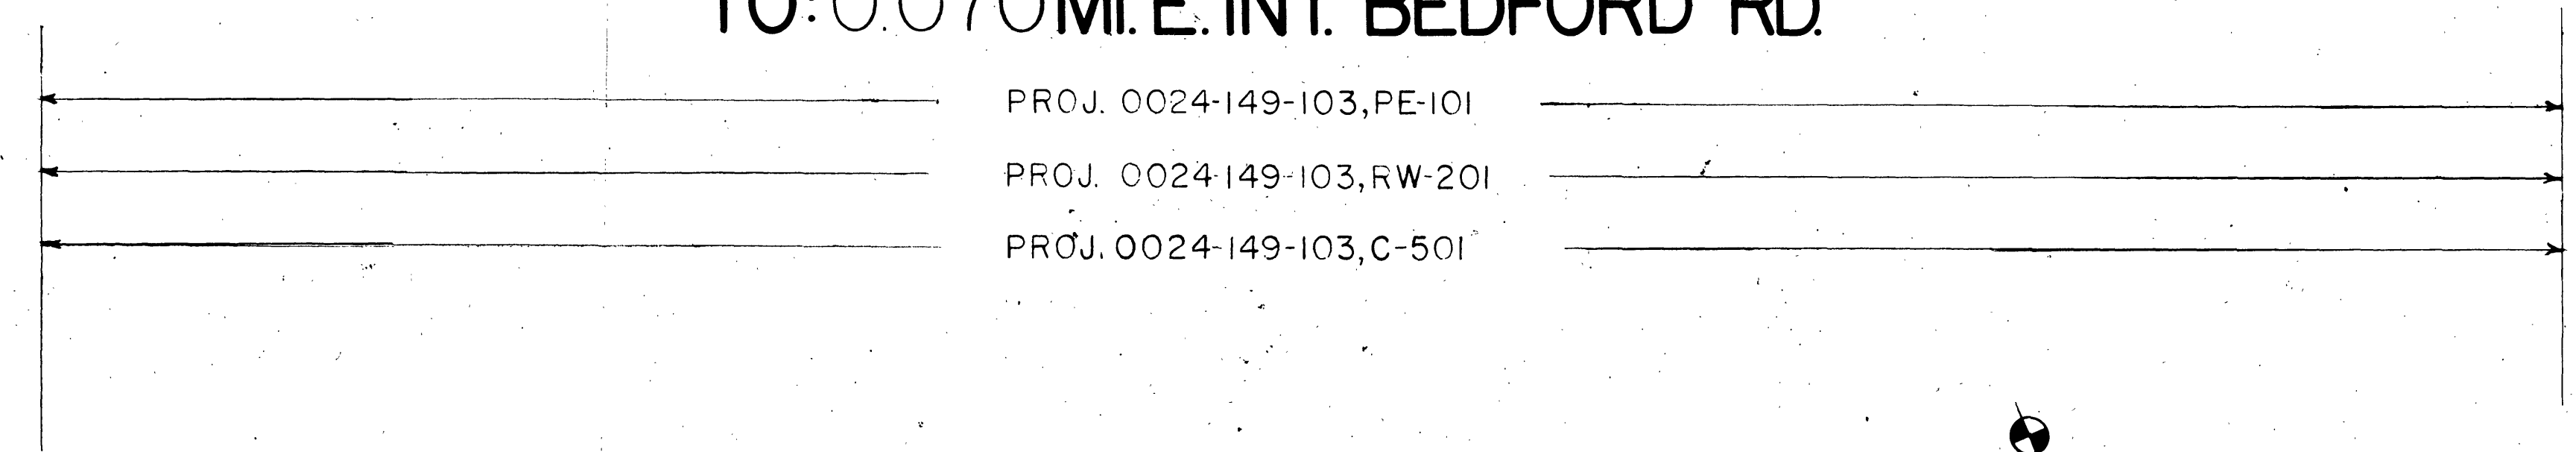 TO: 0.070 MI. E. INT. BEDFORD RD.
PROJ. 0024-149-103, PE-101
PROJ. 0024-149-103, RW-201
PROJ. 0024-149-103, C-501